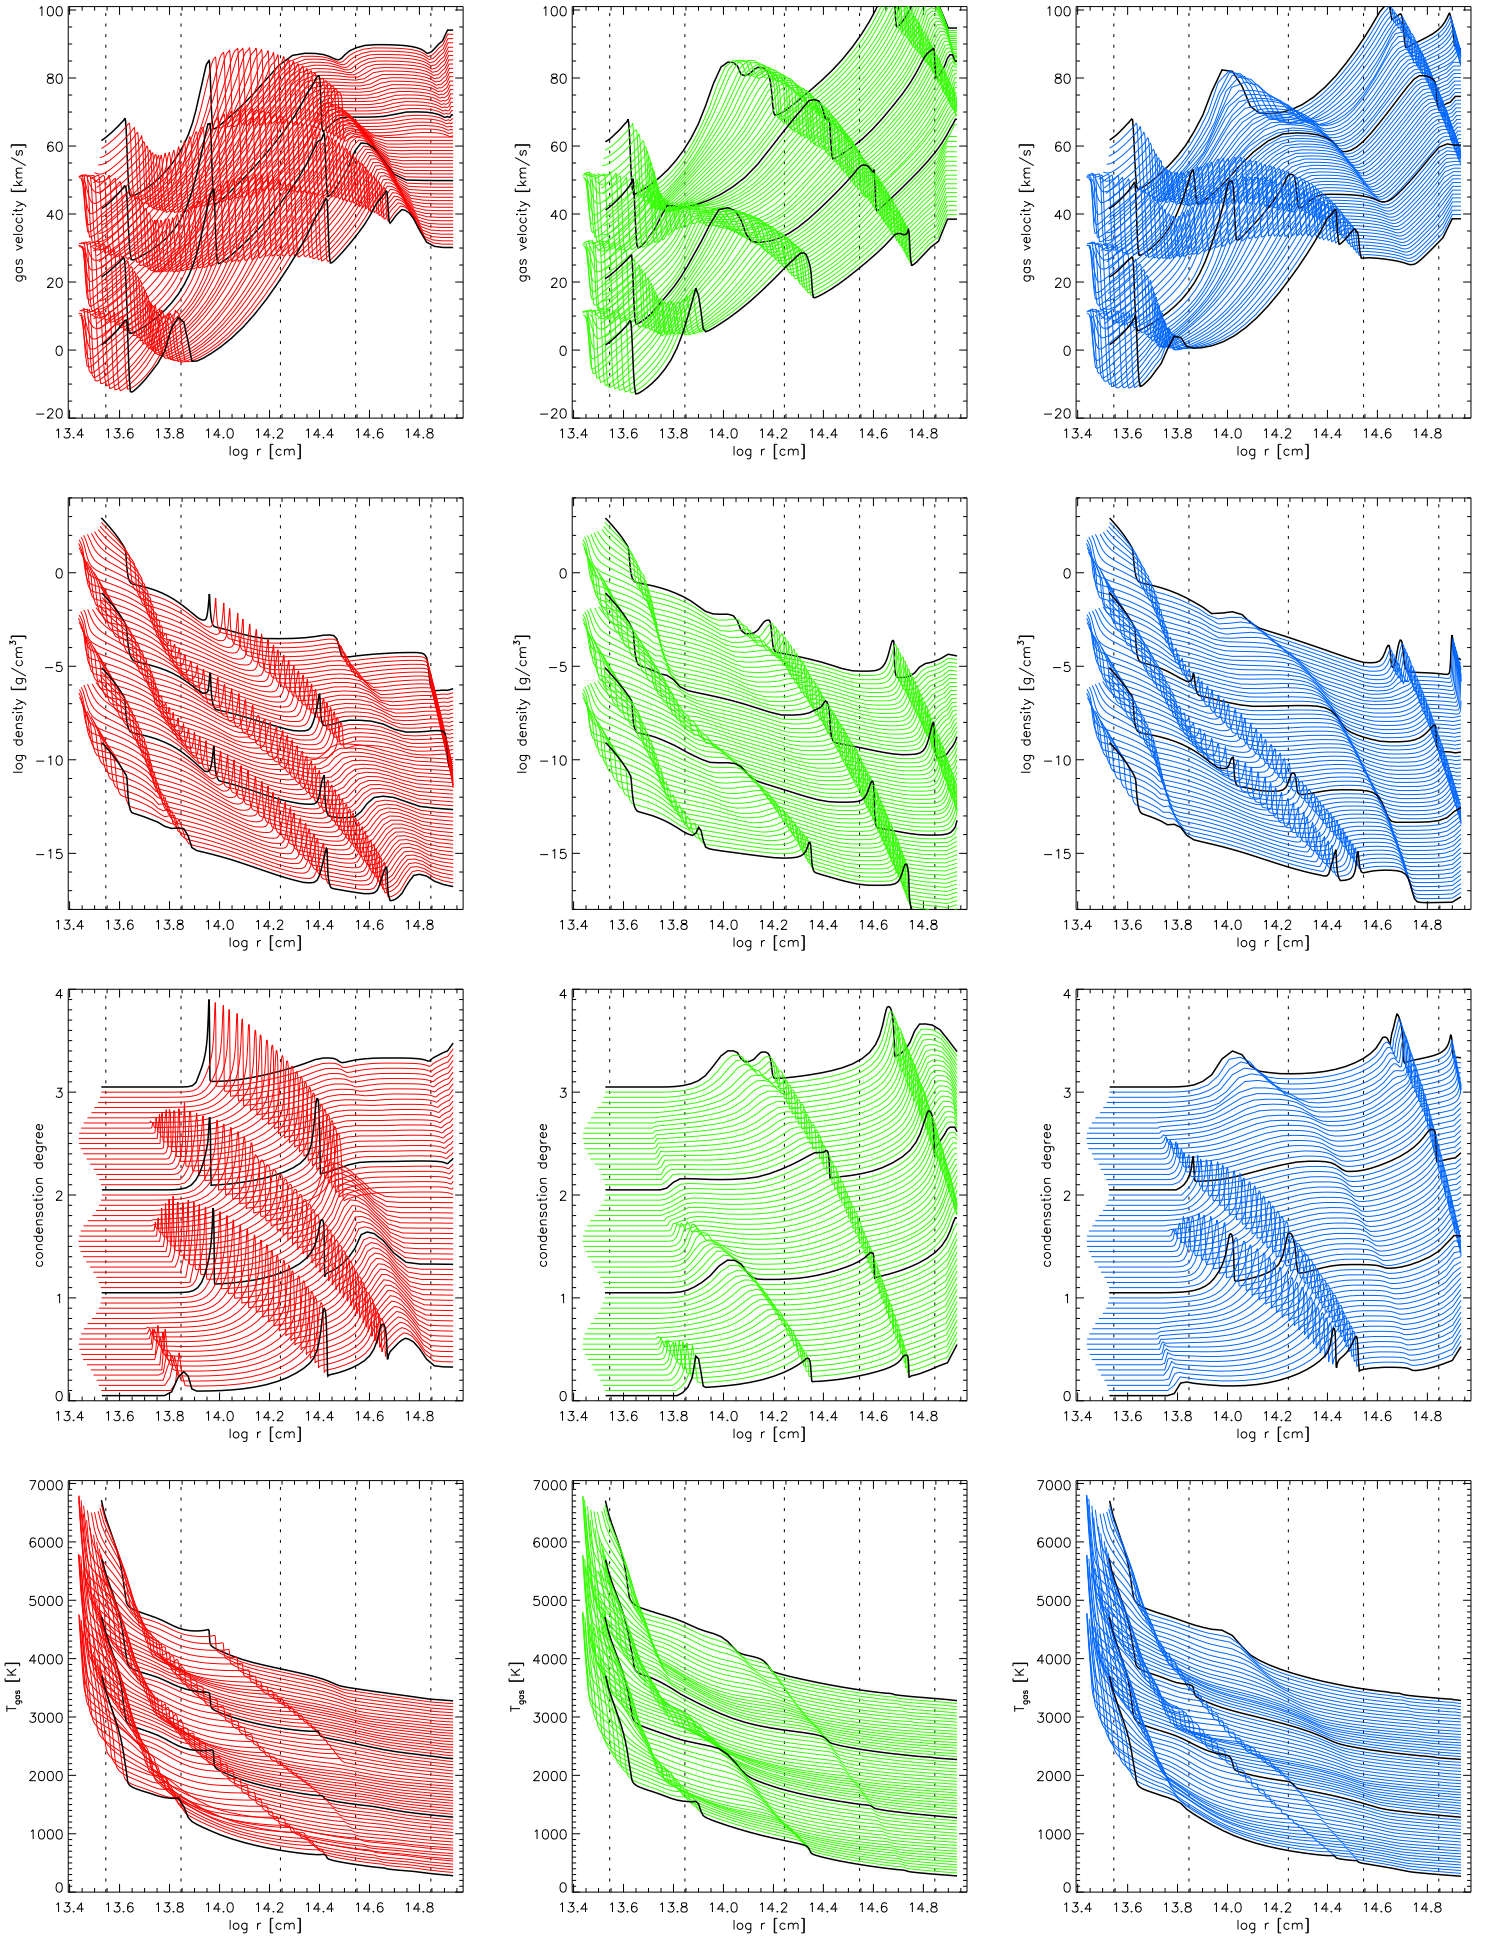 100 100 100
80 80 80
60 60 60
40 40 40
20 20 20
0 0 0
−20 −20 −20
gas velocity [km/s] gas velocity [km/s] gas velocity [km/s]
13.4 13.6 13.8 14.0 14.2 14.4 14.6 14.8 13.4 13.6 13.8 14.0 14.2 14.4 14.6 14.8 13.4 13.6 13.8 14.0 14.2 14.4 14.6 14.8
log r [cm] log r [cm] log r [cm]
0 0 0
−5 −5 −5
−10 −10 −10
−15 −15 −15
log density [g/cm³] log density [g/cm³] log density [g/cm³]
13.4 13.6 13.8 14.0 14.2 14.4 14.6 14.8 13.4 13.6 13.8 14.0 14.2 14.4 14.6 14.8 13.4 13.6 13.8 14.0 14.2 14.4 14.6 14.8
log r [cm] log r [cm] log r [cm]
4 4 4
3 3 3
2 2 2
1 1 1
0 0 0
condensation degree condensation degree condensation degree
13.4 13.6 13.8 14.0 14.2 14.4 14.6 14.8 13.4 13.6 13.8 14.0 14.2 14.4 14.6 14.8 13.4 13.6 13.8 14.0 14.2 14.4 14.6 14.8
log r [cm] log r [cm] log r [cm]
7000 7000 7000
6000 6000 6000
5000 5000 5000
4000 4000 4000
3000 3000 3000
2000 2000 2000
1000 1000 1000
0 0 0
Tgas [K] Tgas [K] Tgas [K]
13.4 13.6 13.8 14.0 14.2 14.4 14.6 14.8 13.4 13.6 13.8 14.0 14.2 14.4 14.6 14.8 13.4 13.6 13.8 14.0 14.2 14.4 14.6 14.8
log r [cm] log r [cm] log r [cm]